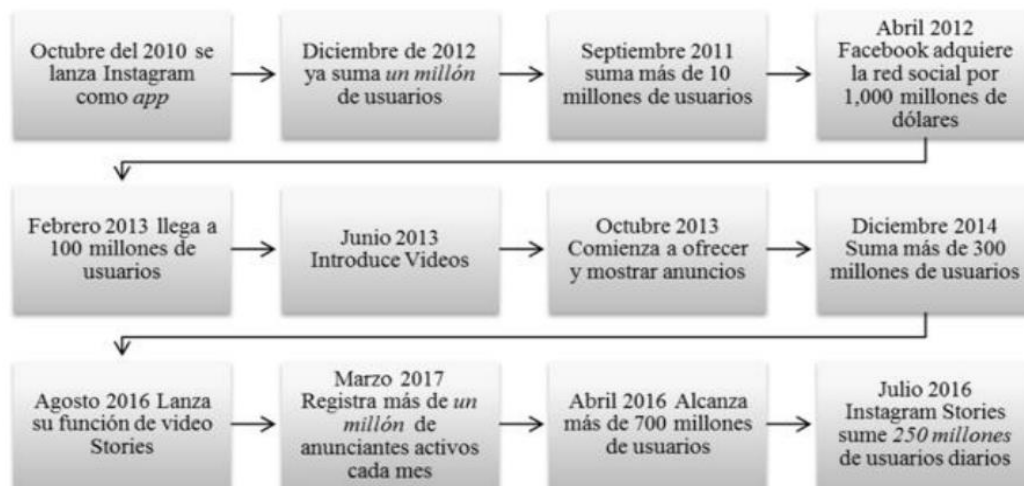 Octubre del 2010 se
lanza Instagram
como app
Diciembre de 2012
ya suma un millón
de usuarios
Septiembre 2011
suma más de 10
millones de usuarios
Abril 2012
Facebook adquiere
la red social por
1,000 millones de
dólares
Febrero 2013 llega a
100 millones de
usuarios
Junio 2013
Introduce Videos
Octubre 2013
Comienza a ofrecer
y mostrar anuncios
Diciembre 2014
Suma más de 300
millones de usuarios
Agosto 2016 Lanza
su función de video
Stories
Marzo 2017
Registra más de un
millón de
anunciantes activos
cada mes
Abril 2016 Alcanza
más de 700 millones
de usuarios
Julio 2016
Instagram Stories
sume 250 millones
de usuarios diarios